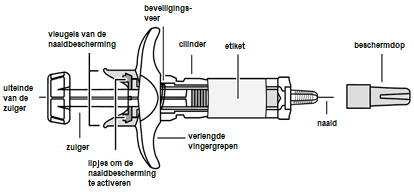 beveiligings-
veer
vleugels van de
naaldbescherming
cilinder
etiket
beschermdop
uiteinde
van de
zuiger
naald
zuiger
verlengde
vingergrepen
lipjes om de
naaldbescherming
te activeren